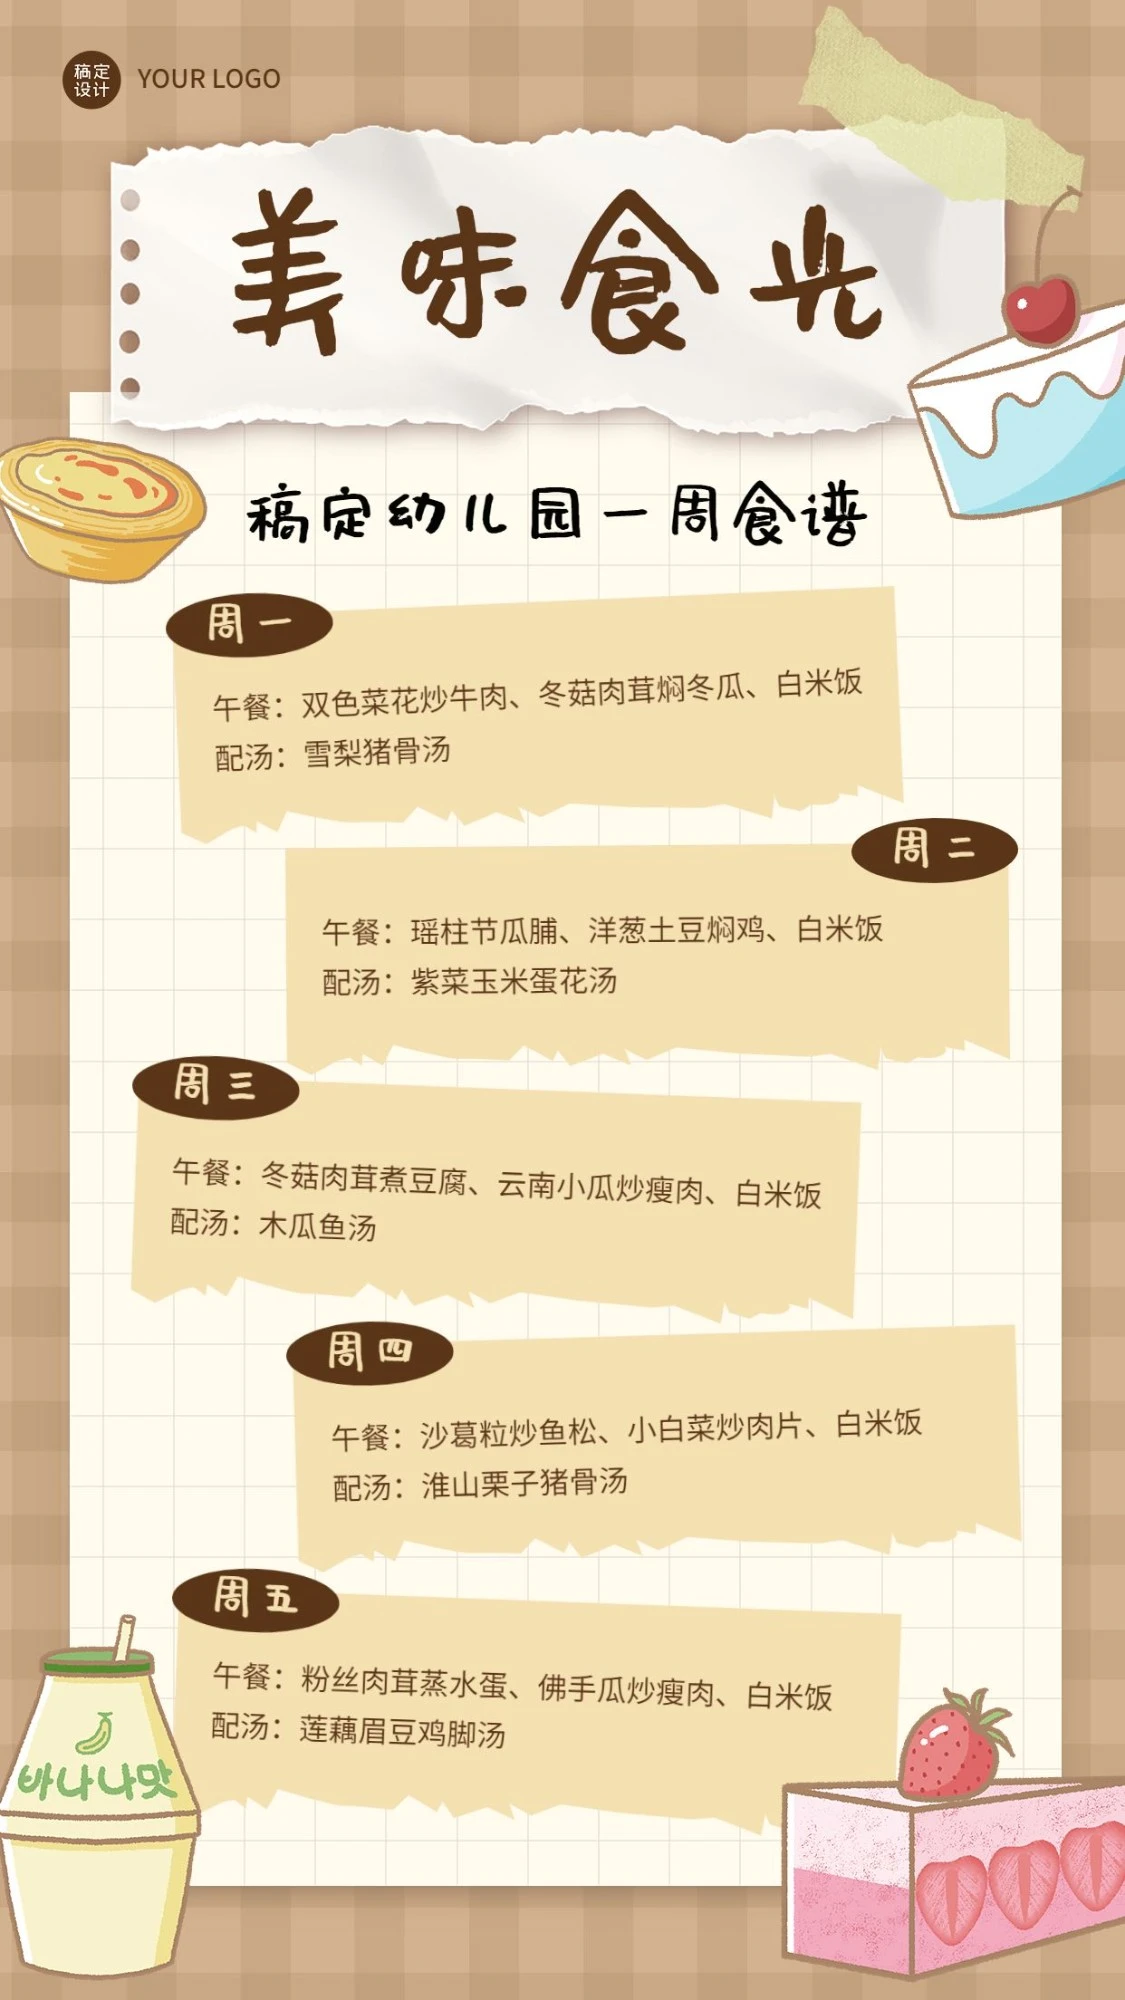 稿定
设计
YOUR LOGO
美味食光
稿定幼儿园一周食谱
周一
午餐：双色菜花炒牛肉、冬菇肉茸焖冬瓜、白米饭
配汤：雪梨猪骨汤
周二
午餐：瑶柱节瓜脯、洋葱土豆焖鸡、白米饭
配汤：紫菜玉米蛋花汤
周三
午餐：冬菇肉茸煮豆腐、云南小瓜炒瘦肉、白米饭
配汤：木瓜鱼汤
周四
午餐：沙葛粒炒鱼松、小白菜炒肉片、白米饭
配汤：淮山栗子猪骨汤
周五
午餐：粉丝肉茸蒸水蛋、佛手瓜炒瘦肉、白米饭
配汤：莲藕眉豆鸡脚汤
바나나맛